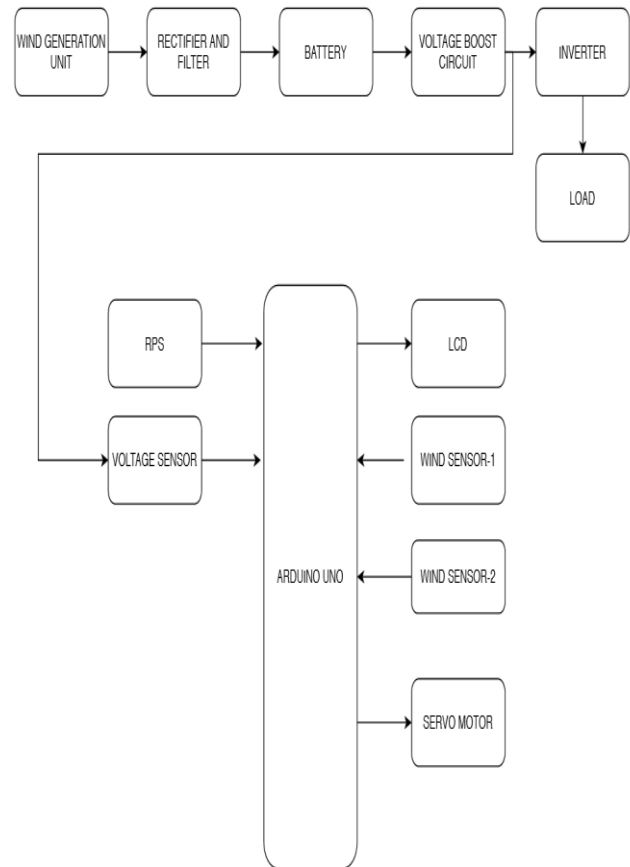 WIND GENERATION
UNIT
RECTIFIER AND
FILTER
BATTERY
VOLTAGE BOOST
CIRCUIT
INVERTER
LOAD
RPS
LCD
VOLTAGE SENSOR
WIND SENSOR-1
ARDUINO UNO
WIND SENSOR-2
SERVO MOTOR